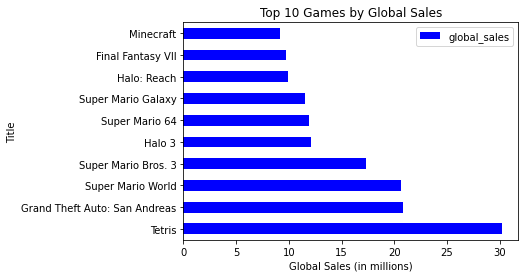 Top 10 Games by Global Sales
global_sales
Title
Minecraft
Final Fantasy VII
Halo: Reach
Super Mario Galaxy
Super Mario 64
Halo 3
Super Mario Bros. 3
Super Mario World
Grand Theft Auto: San Andreas
Tetris
0 5 10 15 20 25 30
Global Sales (in millions)